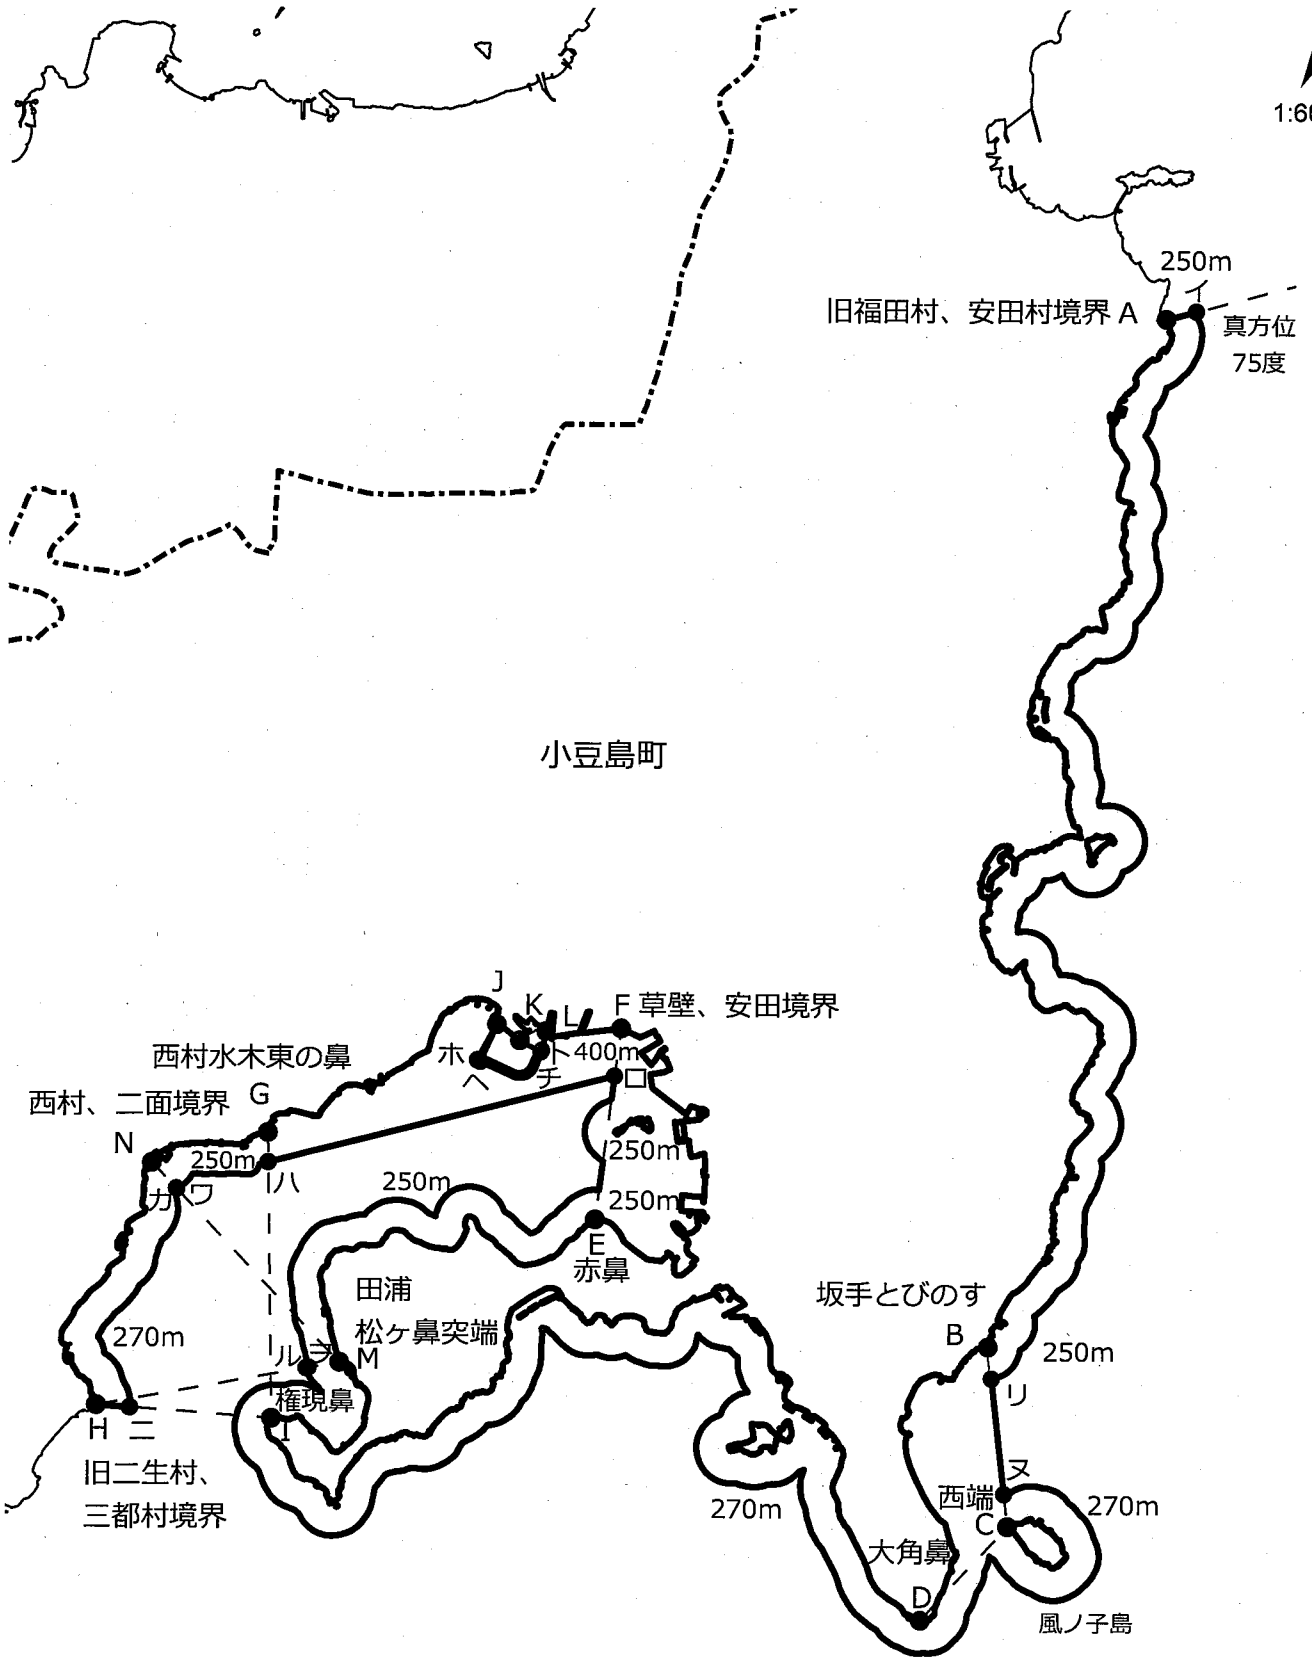 1:60
250m
イ
旧福田村、安田村境界 A
真方位
75度
小豆島町
J
K
L
F 草壁、安田境界
ホ
ヘ
ト
チ
400m
ロ
西村水木東の鼻
西村、二面境界
G
N
250m
ハ
カ
ワ
250m
250m
250m
E
赤鼻
田浦
松ヶ鼻突端
坂手とびのす
B
250m
リ
270m
ル
ヲ
M
権現鼻
I
H
ニ
旧二生村、
三都村境界
ヌ
西端
C
270m
270m
大角鼻
D
風ノ子島